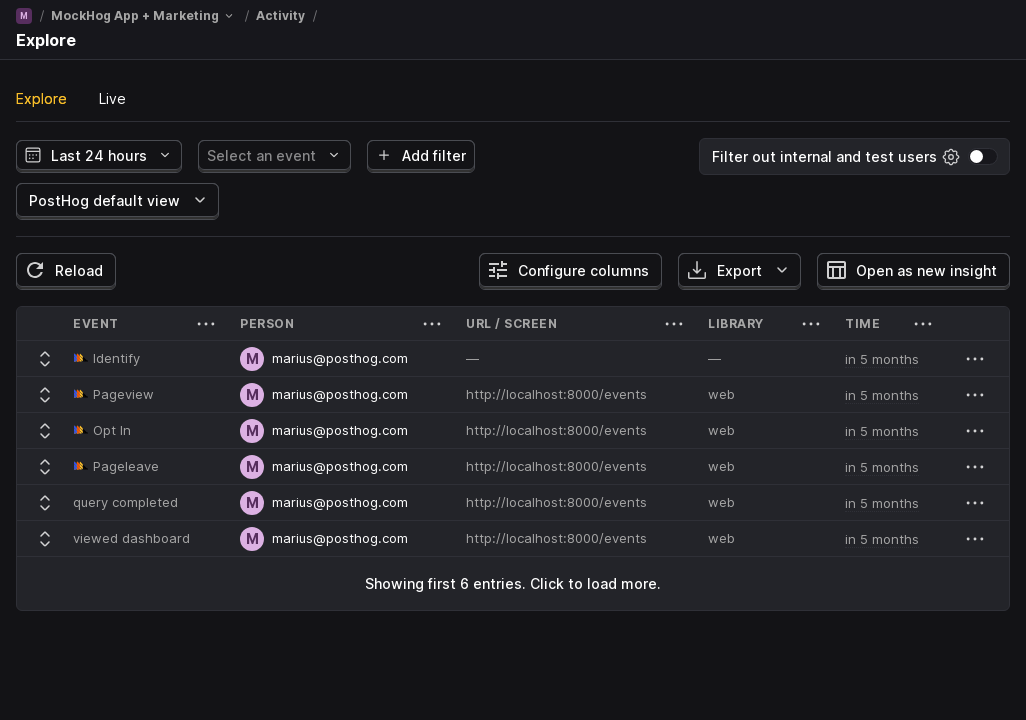 M / MockHog App + Marketing / Activity /
Explore
Explore Live
Last 24 hours Select an event Add filter Filter out internal and test users
PostHog default view
Reload Configure columns Export Open as new insight
EVENT PERSON URL / SCREEN LIBRARY TIME
Identify M marius@posthog.com — — in 5 months
Pageview M marius@posthog.com http://localhost:8000/events web in 5 months
Opt In M marius@posthog.com http://localhost:8000/events web in 5 months
Pageleave M marius@posthog.com http://localhost:8000/events web in 5 months
query completed M marius@posthog.com http://localhost:8000/events web in 5 months
viewed dashboard M marius@posthog.com http://localhost:8000/events web in 5 months
Showing first 6 entries. Click to load more.